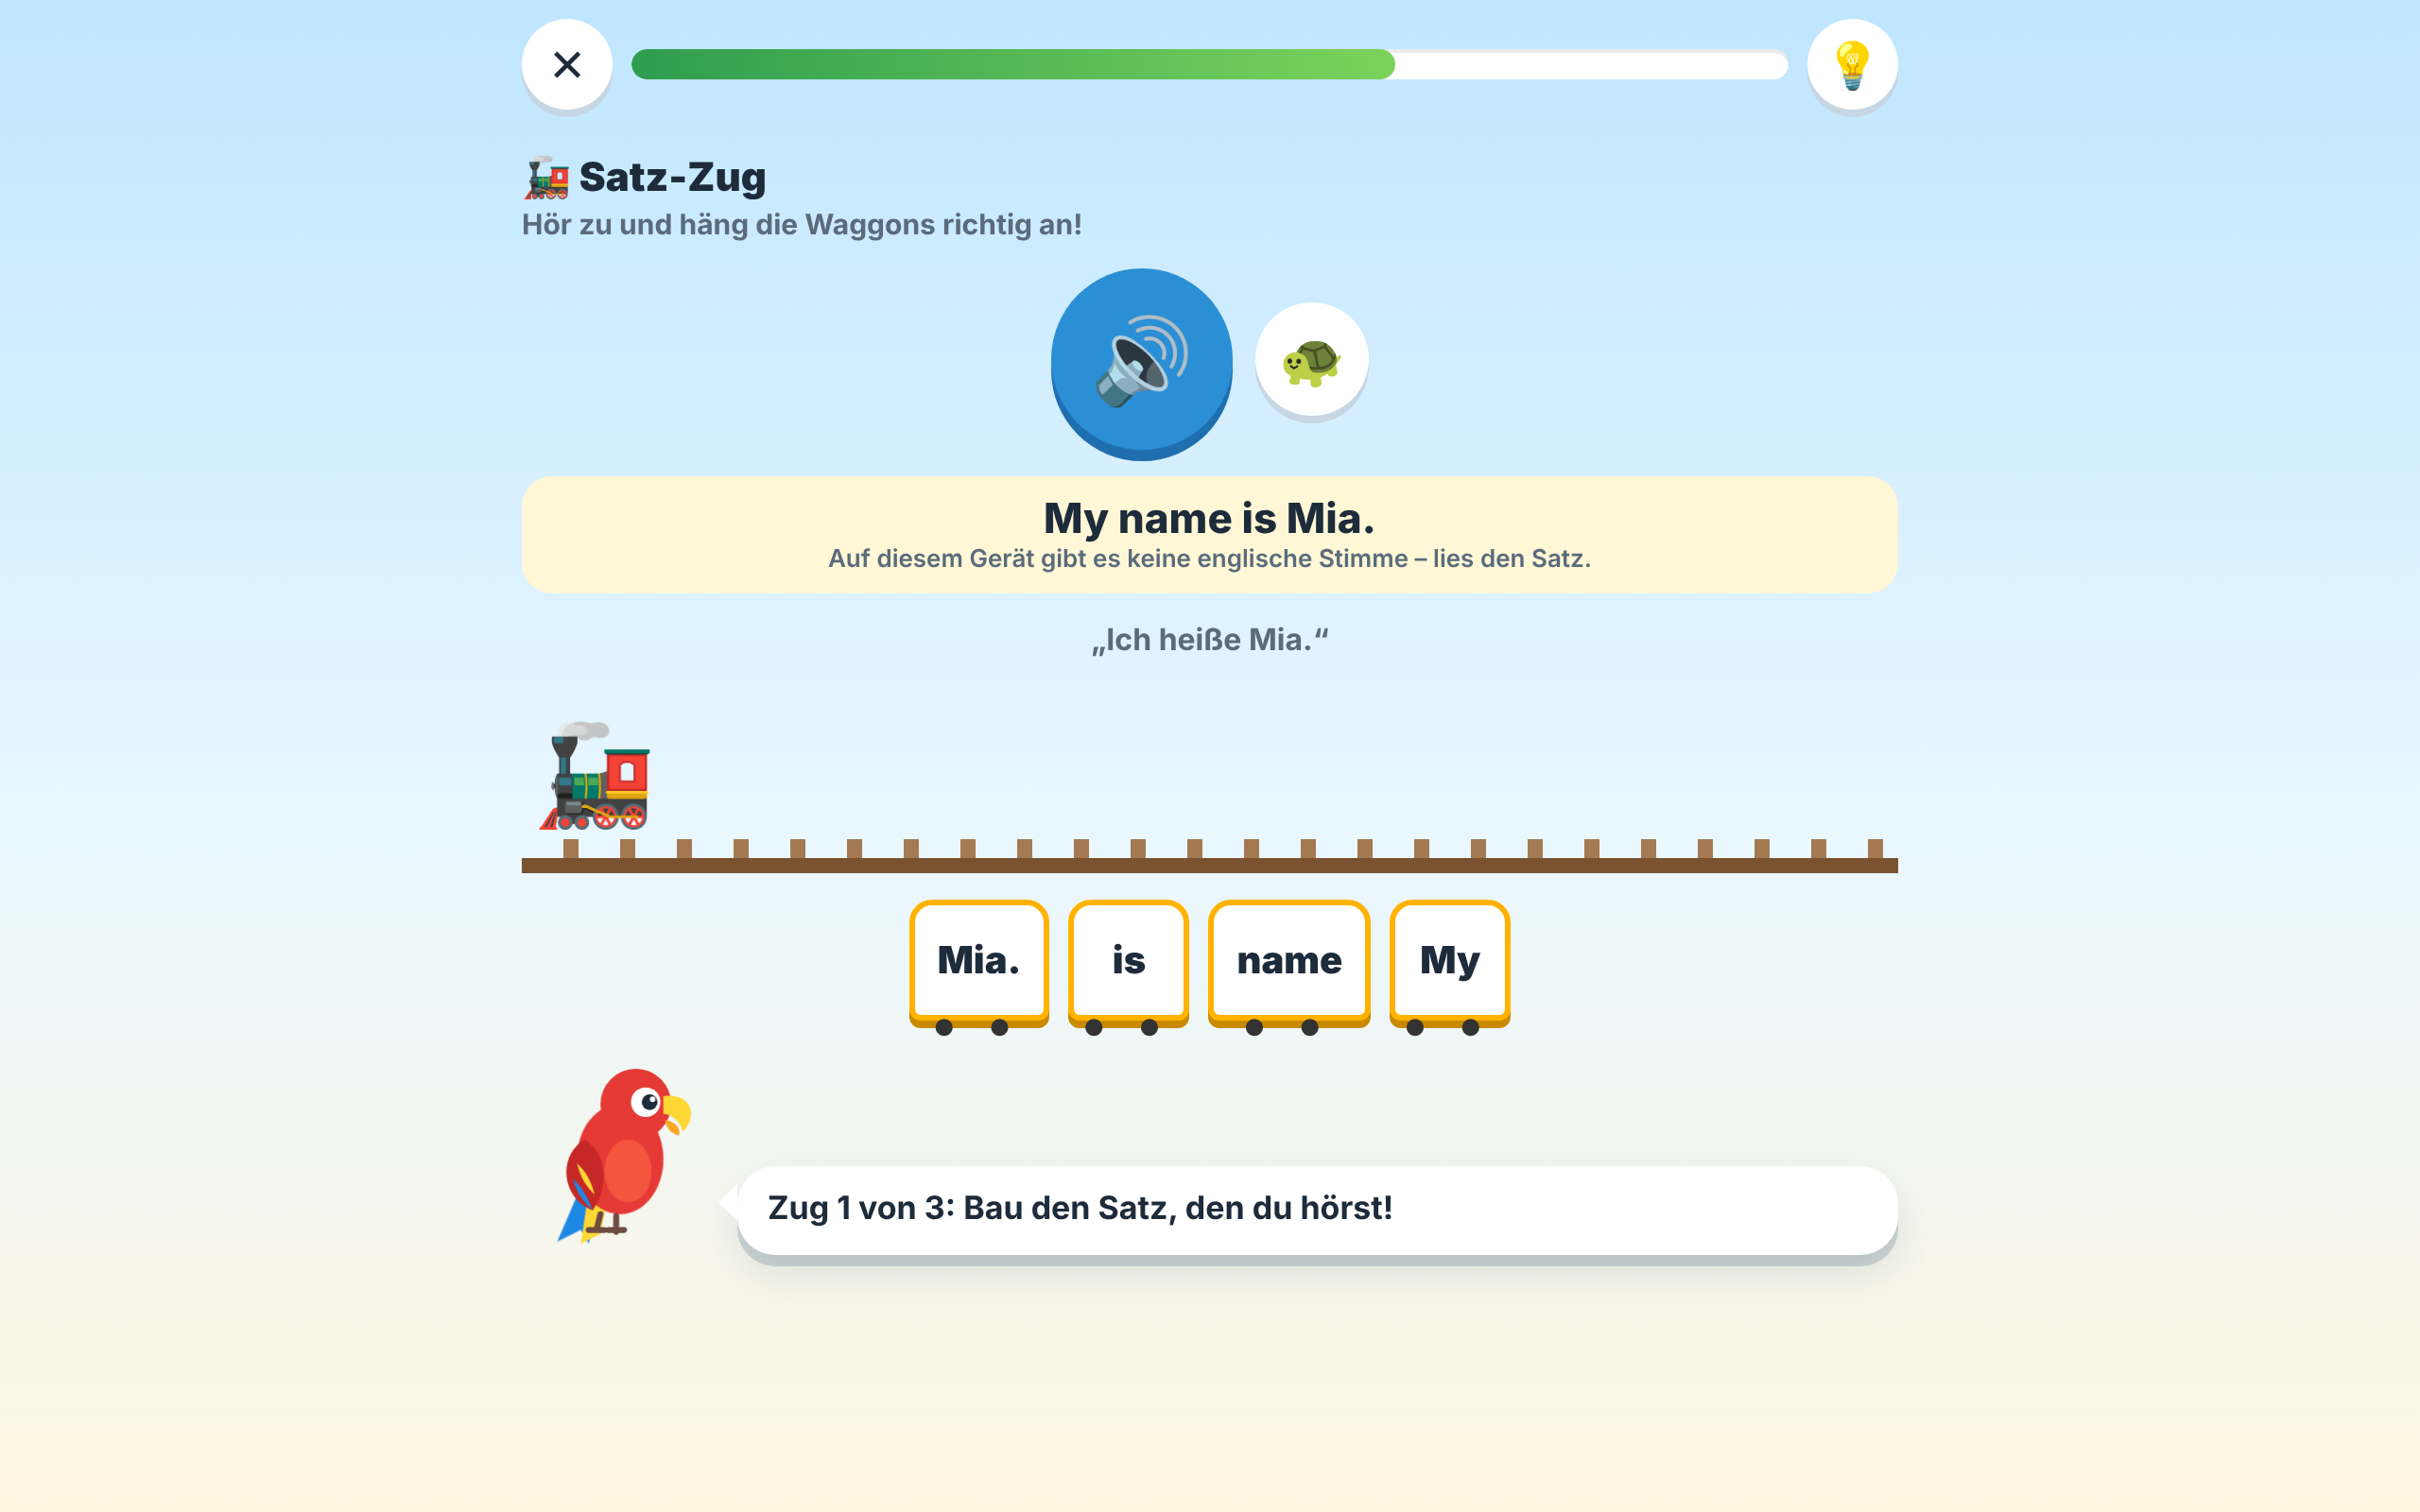 Satz-Zug
Hör zu und häng die Waggons richtig an!
My name is Mia.
Auf diesem Gerät gibt es keine englische Stimme – lies den Satz.
„Ich heiße Mia.“
Mia. is name My
Zug 1 von 3: Bau den Satz, den du hörst!